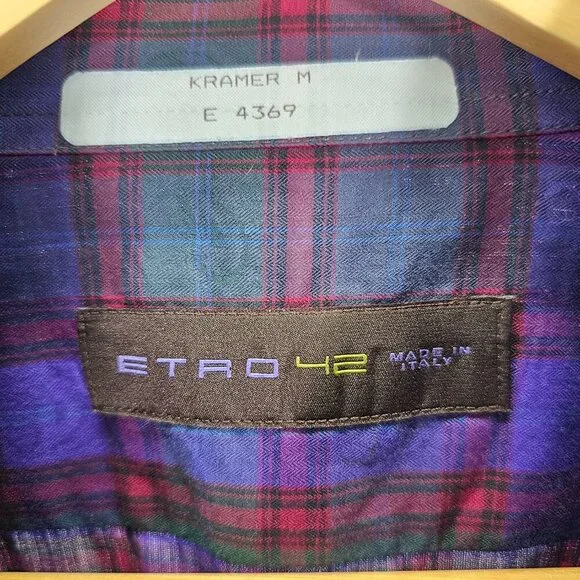 KRAMER M
E 4369
ETRO 42 MADE IN
ITALY